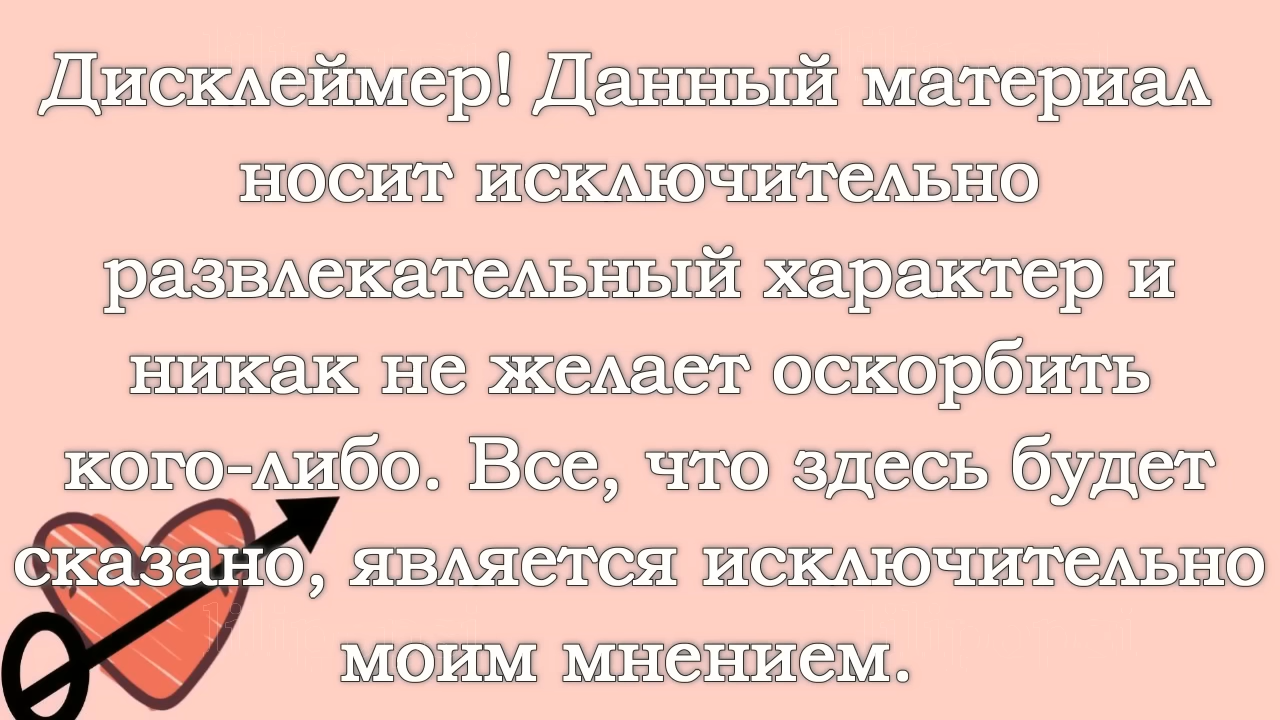 Дисклеймер! Данный материал
носит исключительно
развлекательный характер и
никак не желает оскорбить
кого-либо. Все, что здесь будет
сказано, является исключительно
моим мнением.